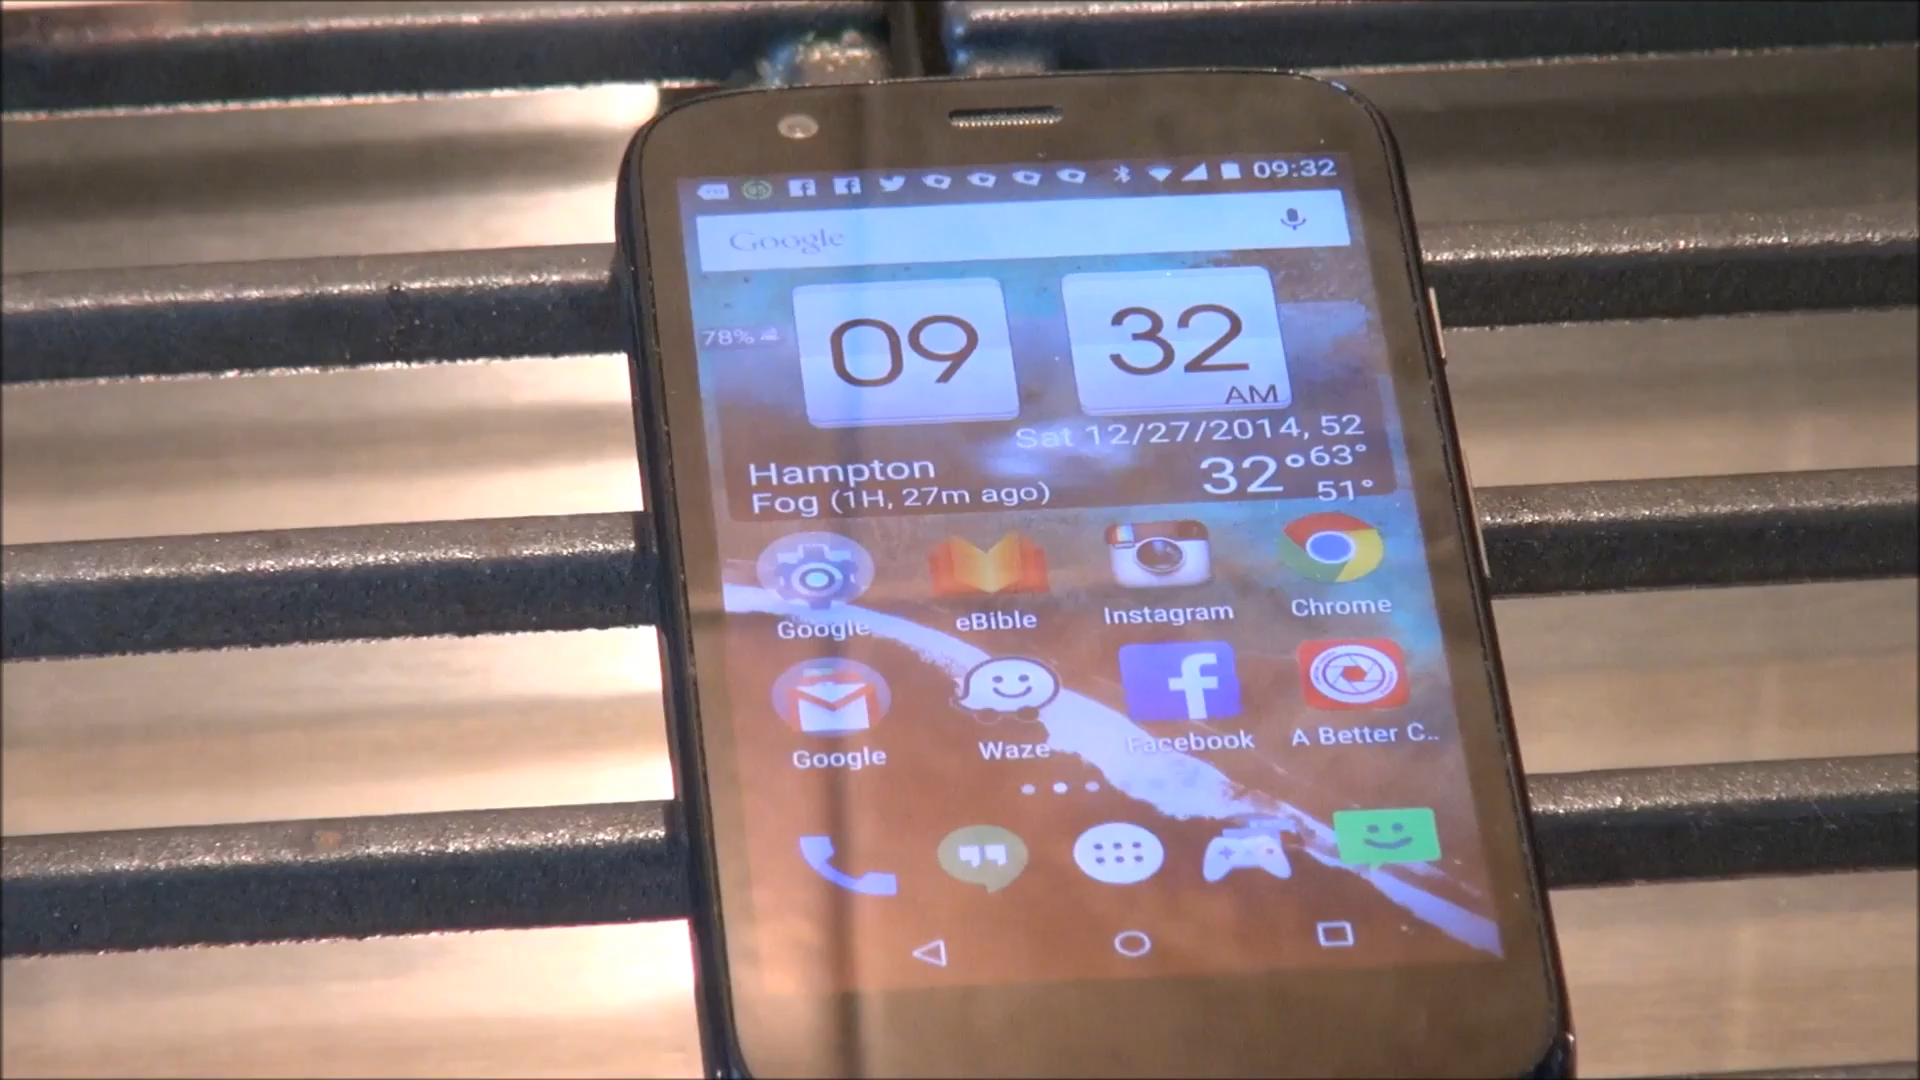 09:32
Google
78%
09 32
AM
Sat 12/27/2014, 52
Hampton
32° 63°
Fog (1H, 27m ago)
51°
Google eBible Instagram Chrome
Google Waze Facebook A Better C..